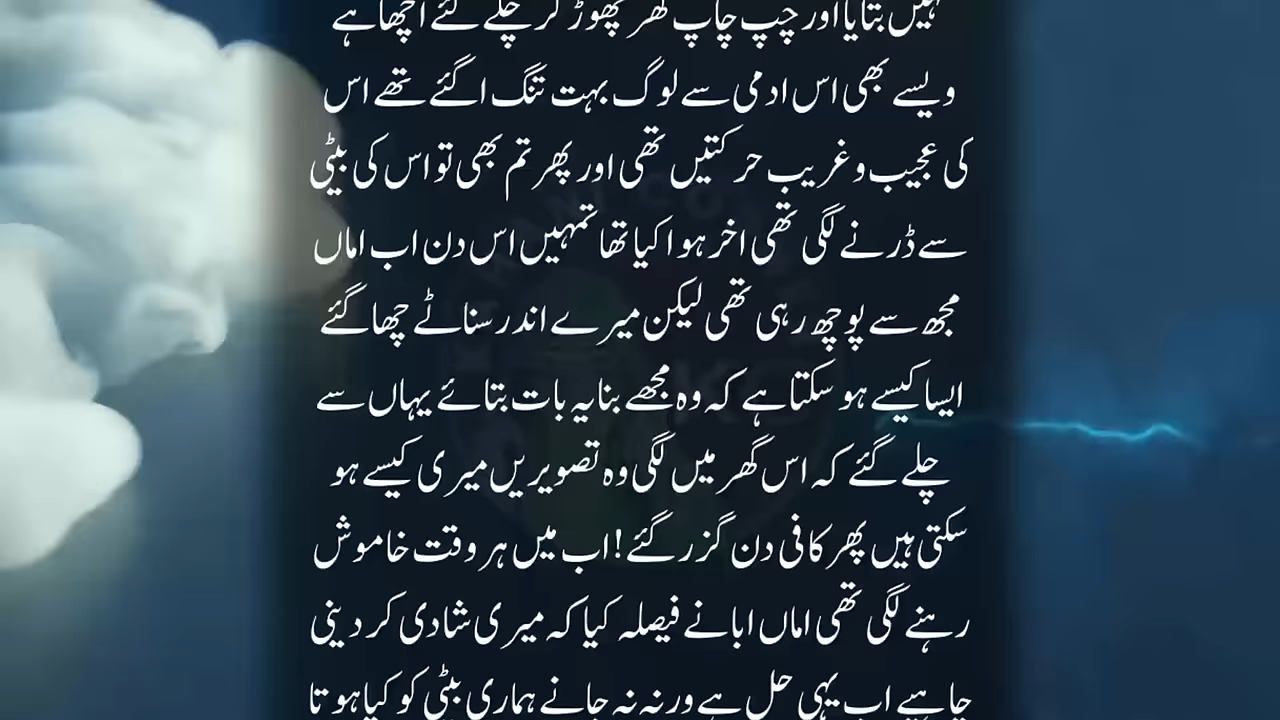 نہیں بتایا اور چپ چاپ گھر چھوڑ کر چلے گئے اچھا ہے
ویسے بھی اس ادمی سے لوگ بہت تنگ اگئے تھے اس
کی عجیب و غریب حرکتیں تھی اور پھر تم بھی تو اس کی بیٹی
سے ڈرنے لگی تھی اخر ہوا کیا تھا تمہیں اس دن اب اماں
مجھ سے پوچھ رہی تھی لیکن میرے اندر سناٹے چھا گئے
ایسا کیسے ہو سکتا ہے کہ وہ مجھے بنا یہ بات بتائے یہاں سے
چلے گئے کہ اس گھر میں لگی وہ تصویریں میری کیسے ہو
سکتی ہیں پھر کافی دن گزر گئے !اب میں ہر وقت خاموش
رہنے لگی تھی اماں ابا نے فیصلہ کیا کہ میری شادی کر دینی
چاہیے اب یہی حل ہے ورنہ نہ جانے ہماری بیٹی کو کیا ہوتا